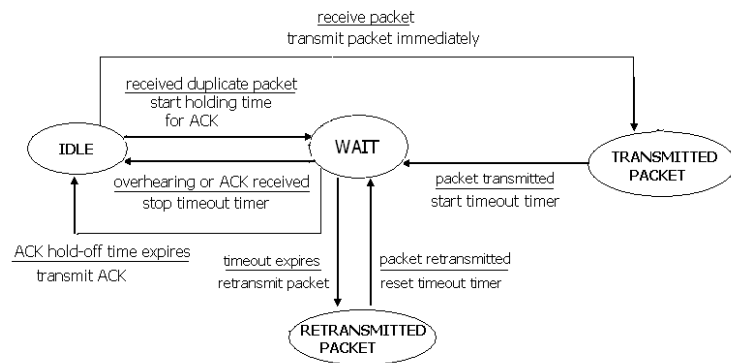 receive packet
transmit packet immediately
received duplicate packet
start holding time
for ACK
IDLE
WAIT
TRANSMITTED
PACKET
overhearing or ACK received
stop timeout timer
packet transmitted
start timeout timer
ACK hold-off time expires
transmit ACK
timeout expires
retransmit packet
packet retransmitted
reset timeout timer
RETRANSMITTED
PACKET